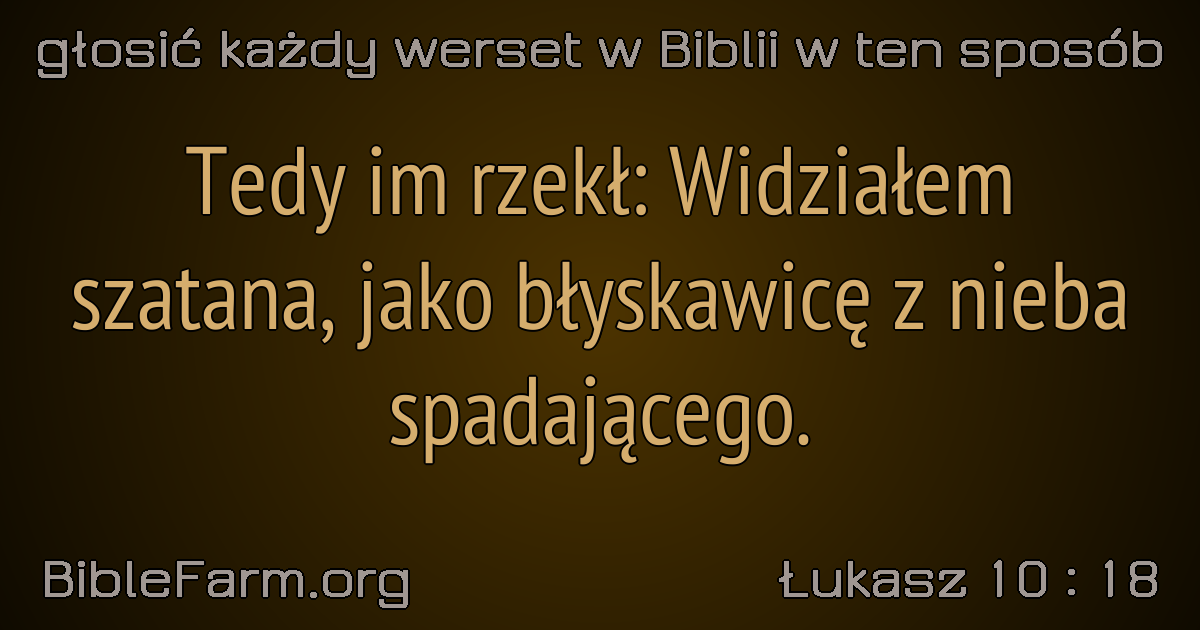 głosić każdy werset w Biblii w ten sposób
Tedy im rzekł: Widziałem
szatana, jako błyskawicę z nieba
spadającego.
BibleFarm.org
Łukasz 10 : 18